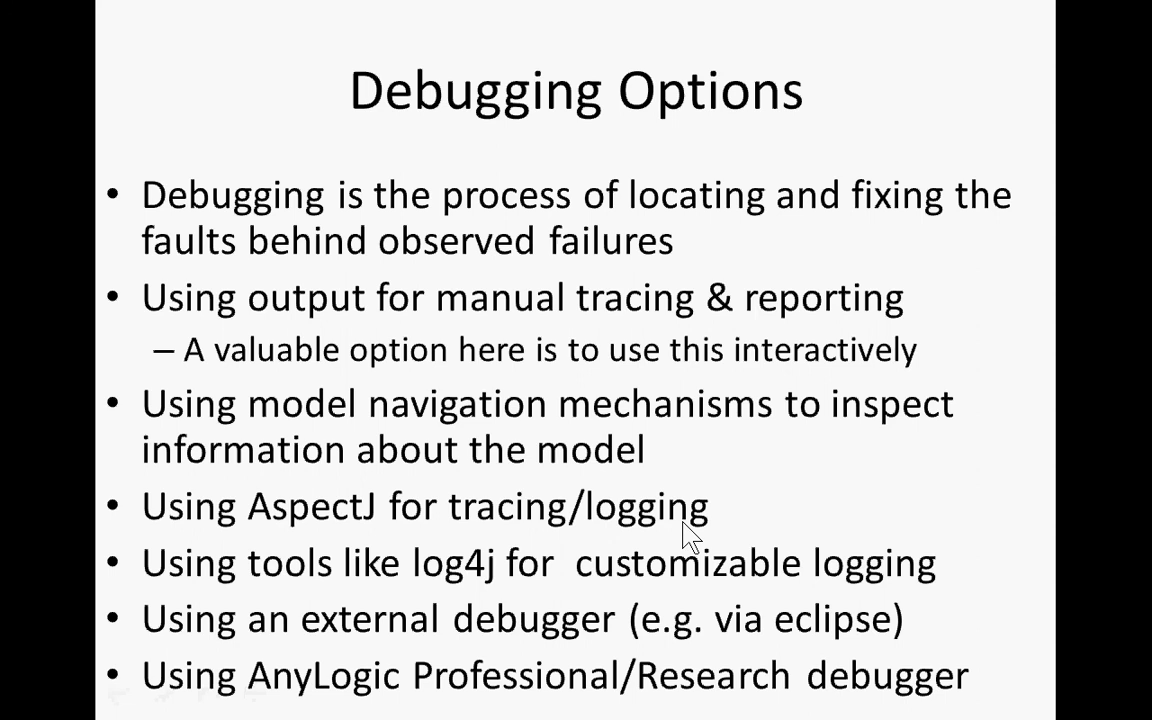 Debugging Options
• Debugging is the process of locating and fixing the
faults behind observed failures
• Using output for manual tracing & reporting
– A valuable option here is to use this interactively
• Using model navigation mechanisms to inspect
information about the model
• Using AspectJ for tracing/logging
• Using tools like log4j for  customizable logging
• Using an external debugger (e.g. via eclipse)
• Using AnyLogic Professional/Research debugger